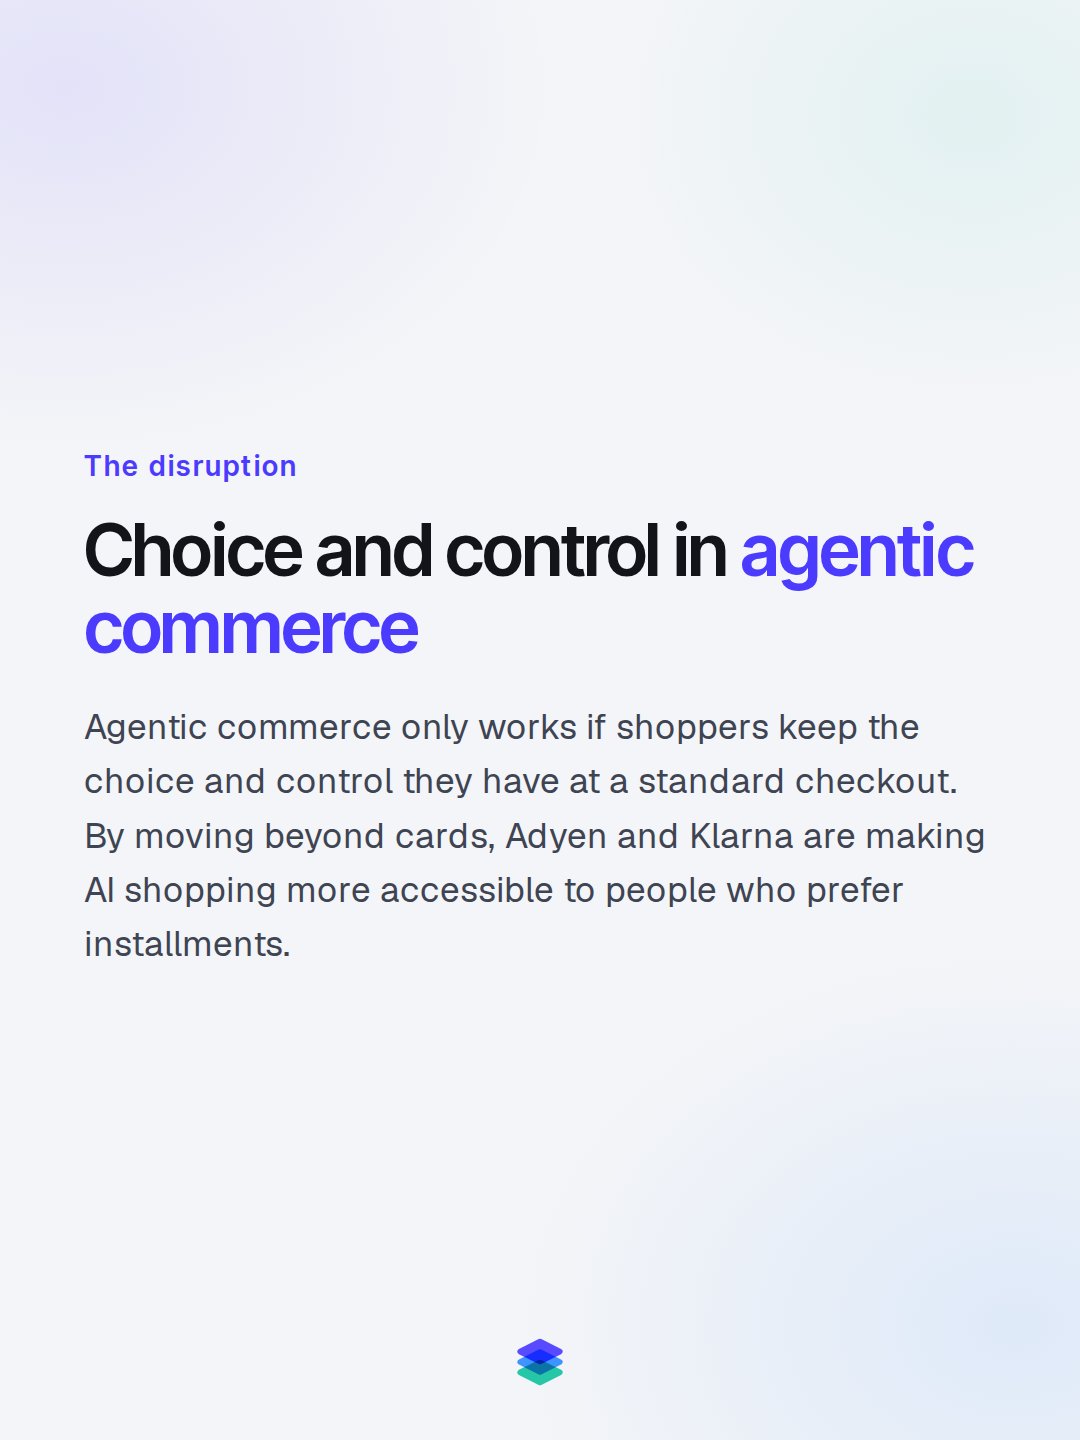 The disruption
Choice and control in agentic
commerce
Agentic commerce only works if shoppers keep the
choice and control they have at a standard checkout.
By moving beyond cards, Adyen and Klarna are making
AI shopping more accessible to people who prefer
installments.